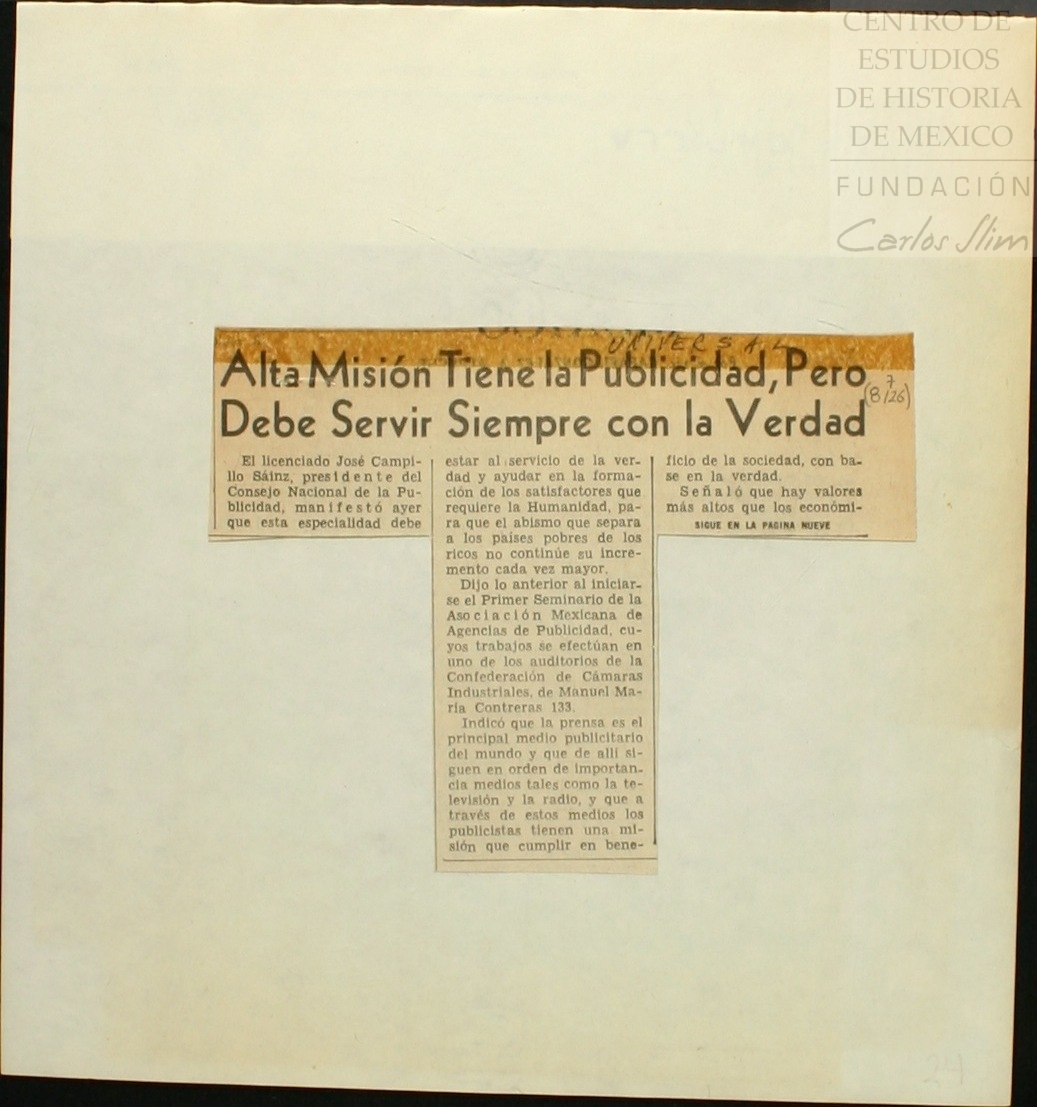 CENTRO DE
ESTUDIOS
DE HISTORIA
DE MEXICO
FUNDACIÓN
Carlos Slim
UNIVERSAL
Alta Misión Tiene la Publicidad, Pero
Debe Servir Siempre con la Verdad
(8/26)
7
El licenciado José Campi-
llo Sáinz, presidente del
Consejo Nacional de la Pu-
blicidad, manifestó ayer
que esta especialidad debe
estar al servicio de la ver-
dad y ayudar en la forma-
ción de los satisfactores que
requiere la Humanidad, pa-
ra que el abismo que separa
a los países pobres de los
ricos no continúe su incre-
mento cada vez mayor.
Dijo lo anterior al iniciar-
se el Primer Seminario de la
Asociación Mexicana de
Agencias de Publicidad, cu-
yos trabajos se efectúan en
uno de los auditorios de la
Confederación de Cámaras
Industriales, de Manuel Ma-
ría Contreras 133.
Indicó que la prensa es el
principal medio publicitario
del mundo y que de allí si-
guen en orden de importan-
cia medios tales como la te-
levisión y la radio, y que a
través de estos medios los
publicistas tienen una mi-
sión que cumplir en bene-
ficio de la sociedad, con ba-
se en la verdad.
Señaló que hay valores
más altos que los económi-
SIGUE EN LA PAGINA NUEVE
24